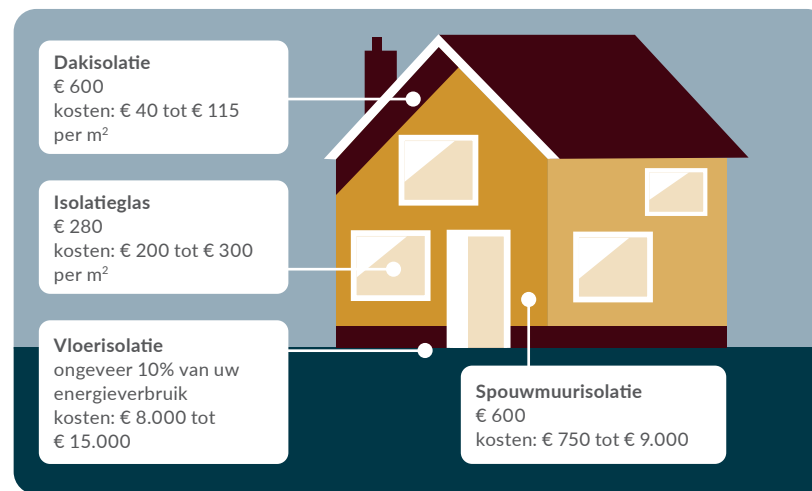 Dakisolatie
€ 600
kosten: € 40 tot € 115
per m²
Isolatieglas
€ 280
kosten: € 200 tot € 300
per m²
Vloerisolatie
ongeveer 10% van uw
energieverbruik
kosten: € 8.000 tot
€ 15.000
Spouwmuurisolatie
€ 600
kosten: € 750 tot € 9.000